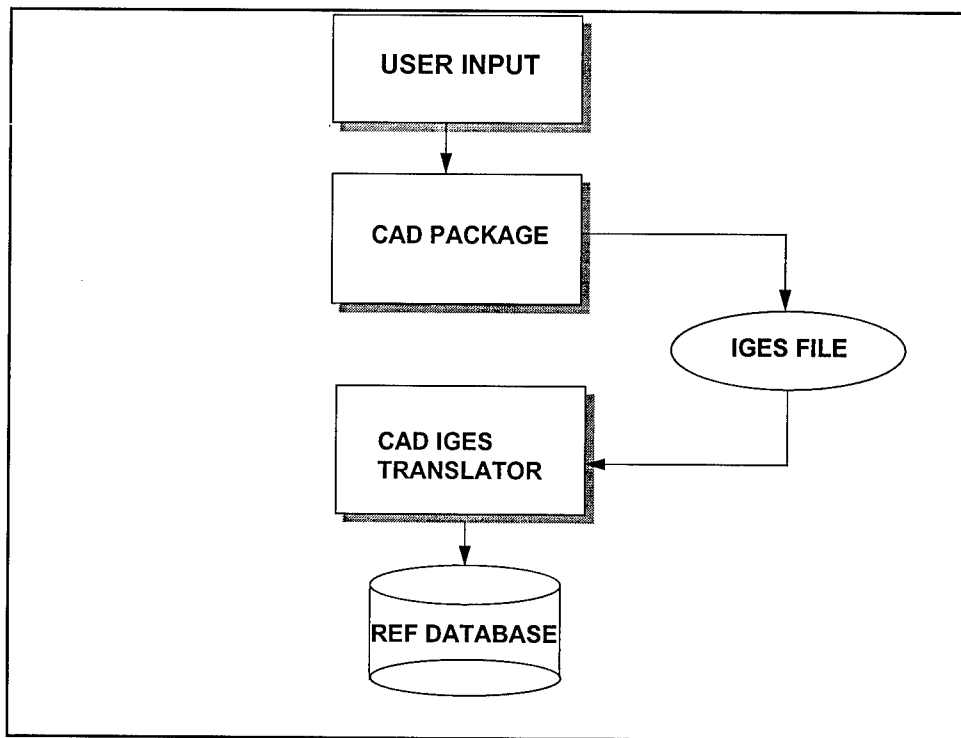 USER INPUT
CAD PACKAGE
IGES FILE
CAD IGES
TRANSLATOR
REF DATABASE